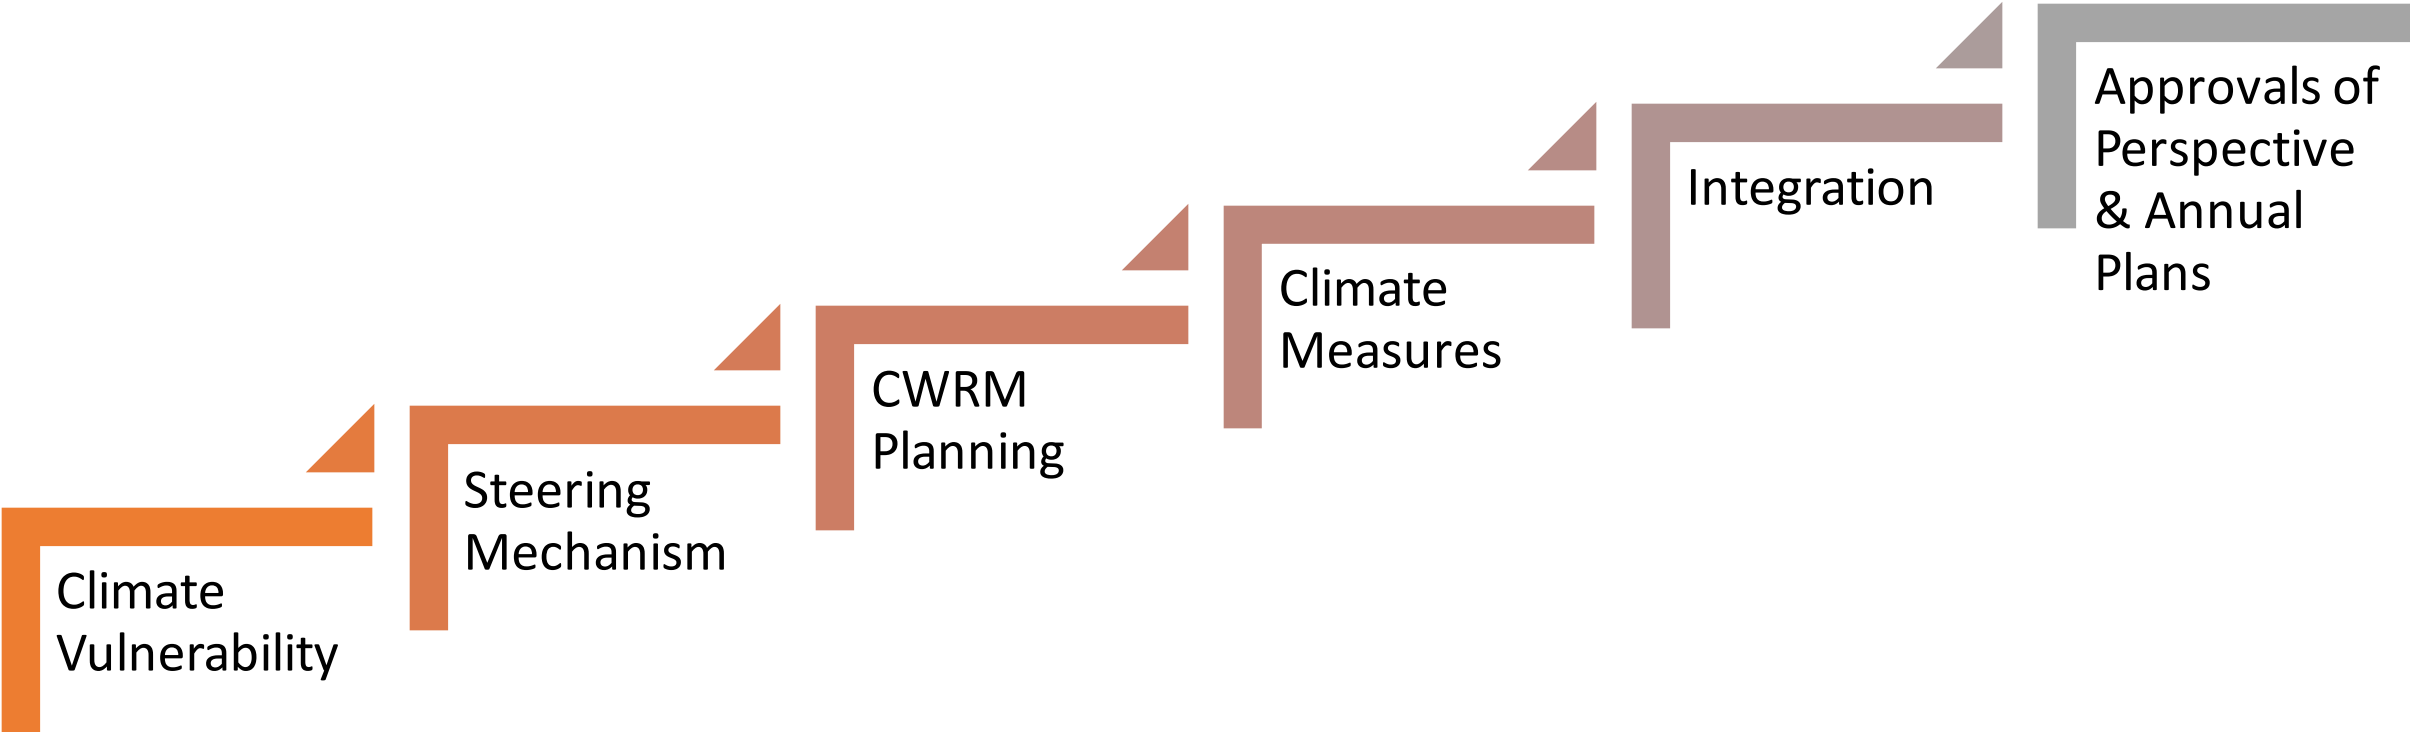 Climate
Vulnerability
Steering
Mechanism
CWRM
Planning
Climate
Measures
Integration
Approvals of
Perspective
& Annual
Plans